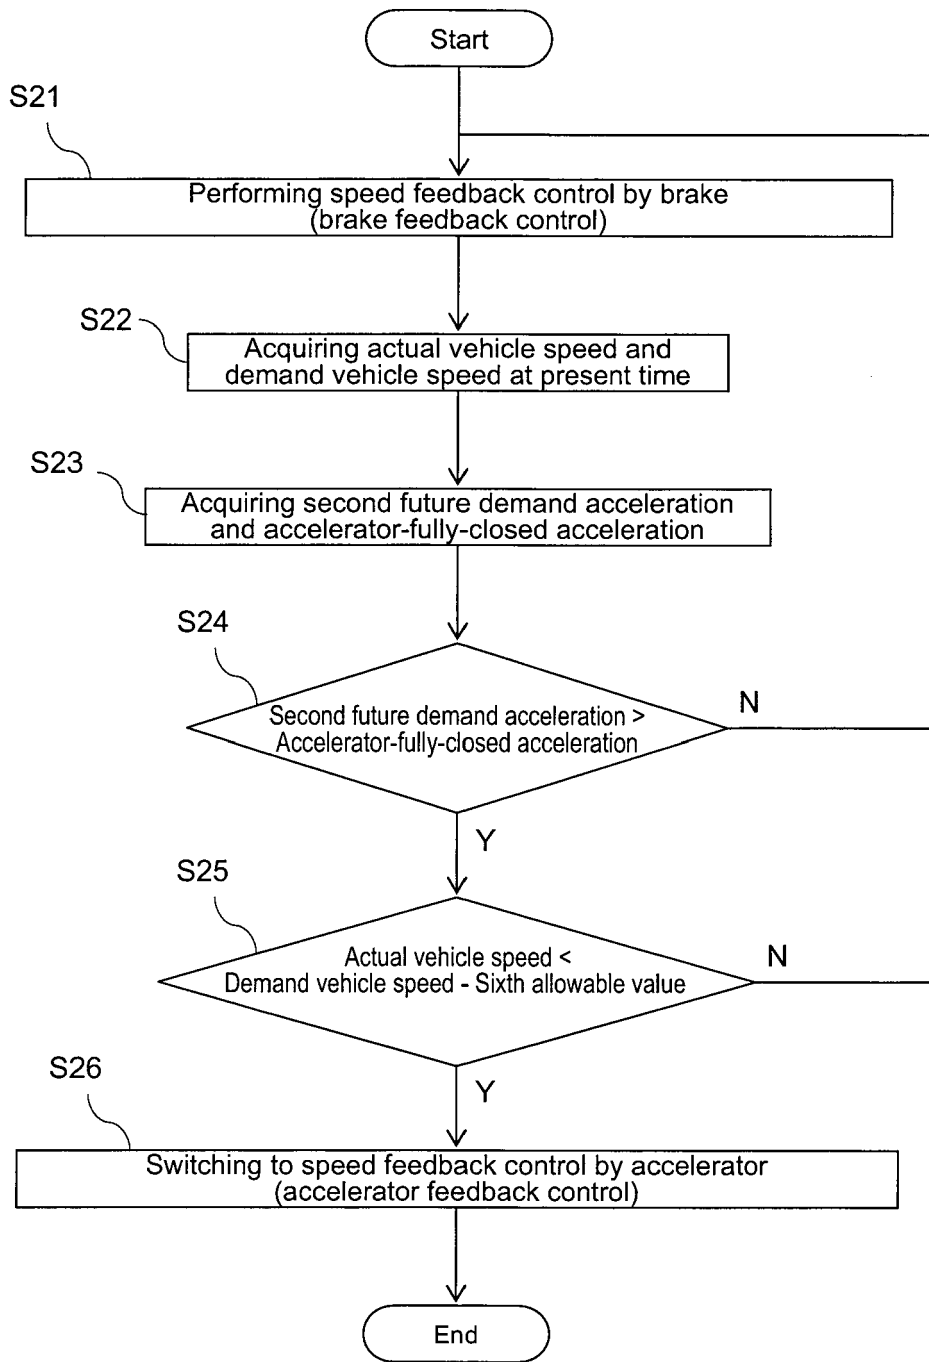 Start
S21
Performing speed feedback control by brake
(brake feedback control)
S22
Acquiring actual vehicle speed and
demand vehicle speed at present time
S23
Acquiring second future demand acceleration
and accelerator-fully-closed acceleration
S24
Second future demand acceleration >
Accelerator-fully-closed acceleration
N
Y
S25
Actual vehicle speed <
Demand vehicle speed - Sixth allowable value
N
Y
S26
Switching to speed feedback control by accelerator
(accelerator feedback control)
End